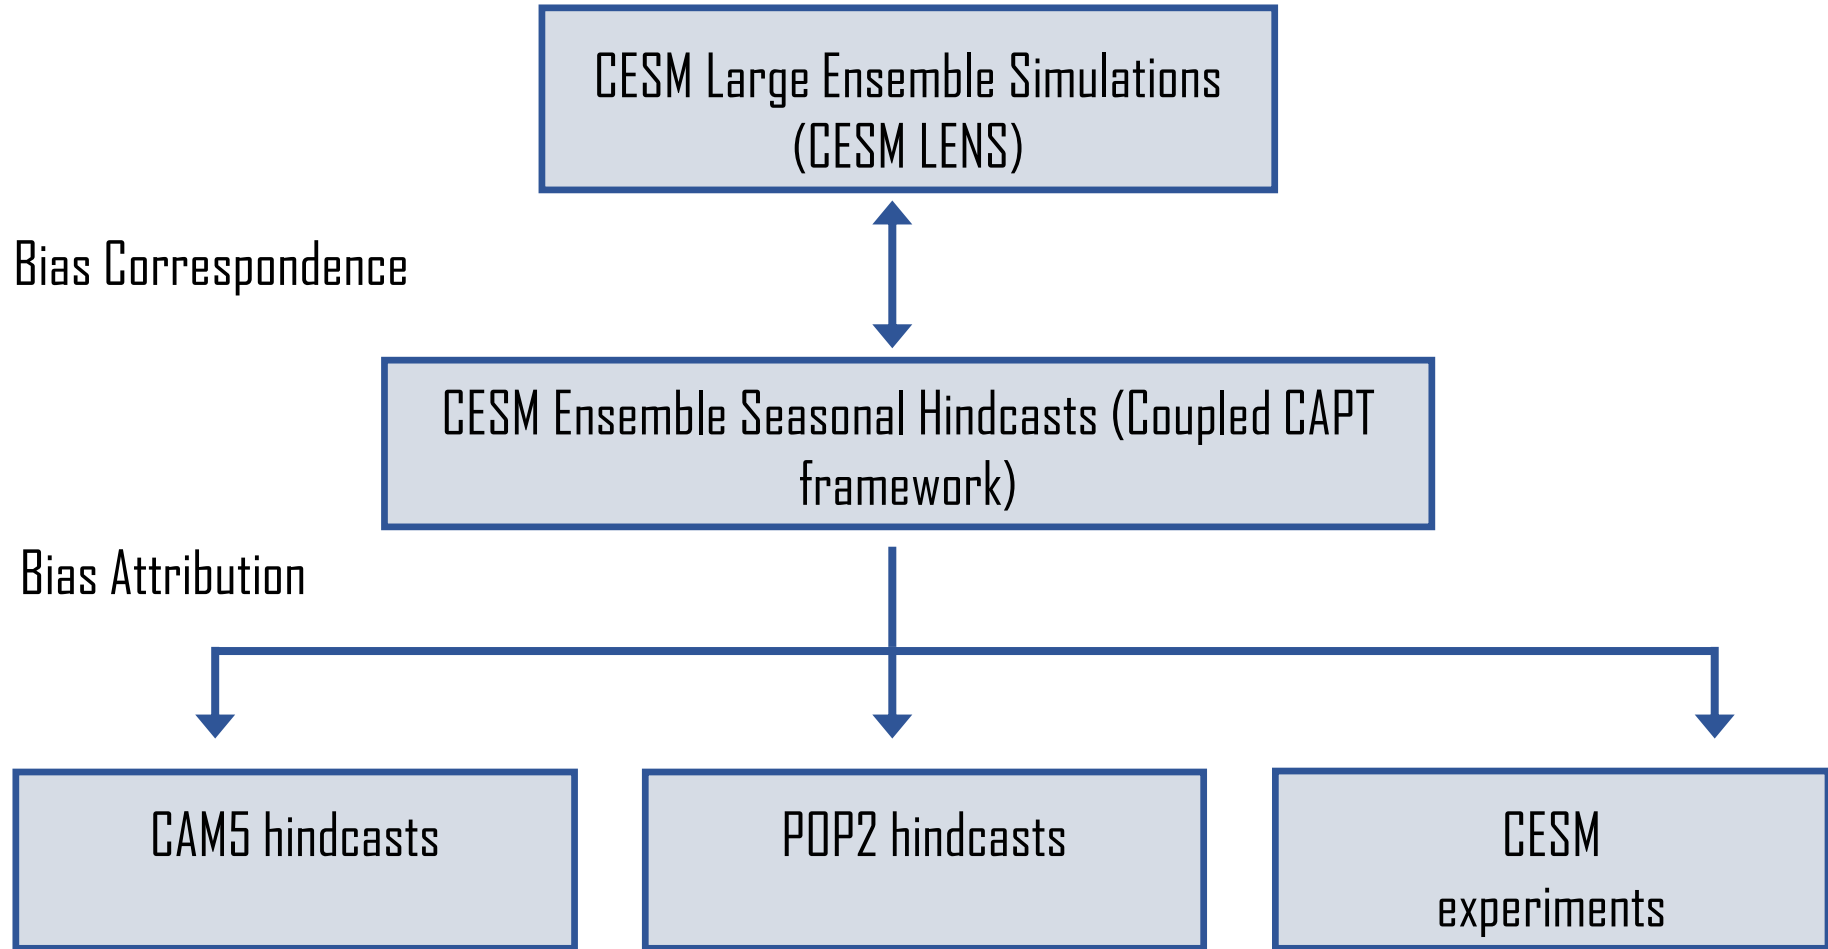 CESM Large Ensemble Simulations
(CESM LENS)
Bias Correspondence
CESM Ensemble Seasonal Hindcasts (Coupled CAPT
framework)
Bias Attribution
CAM5 hindcasts
POP2 hindcasts
CESM
experiments